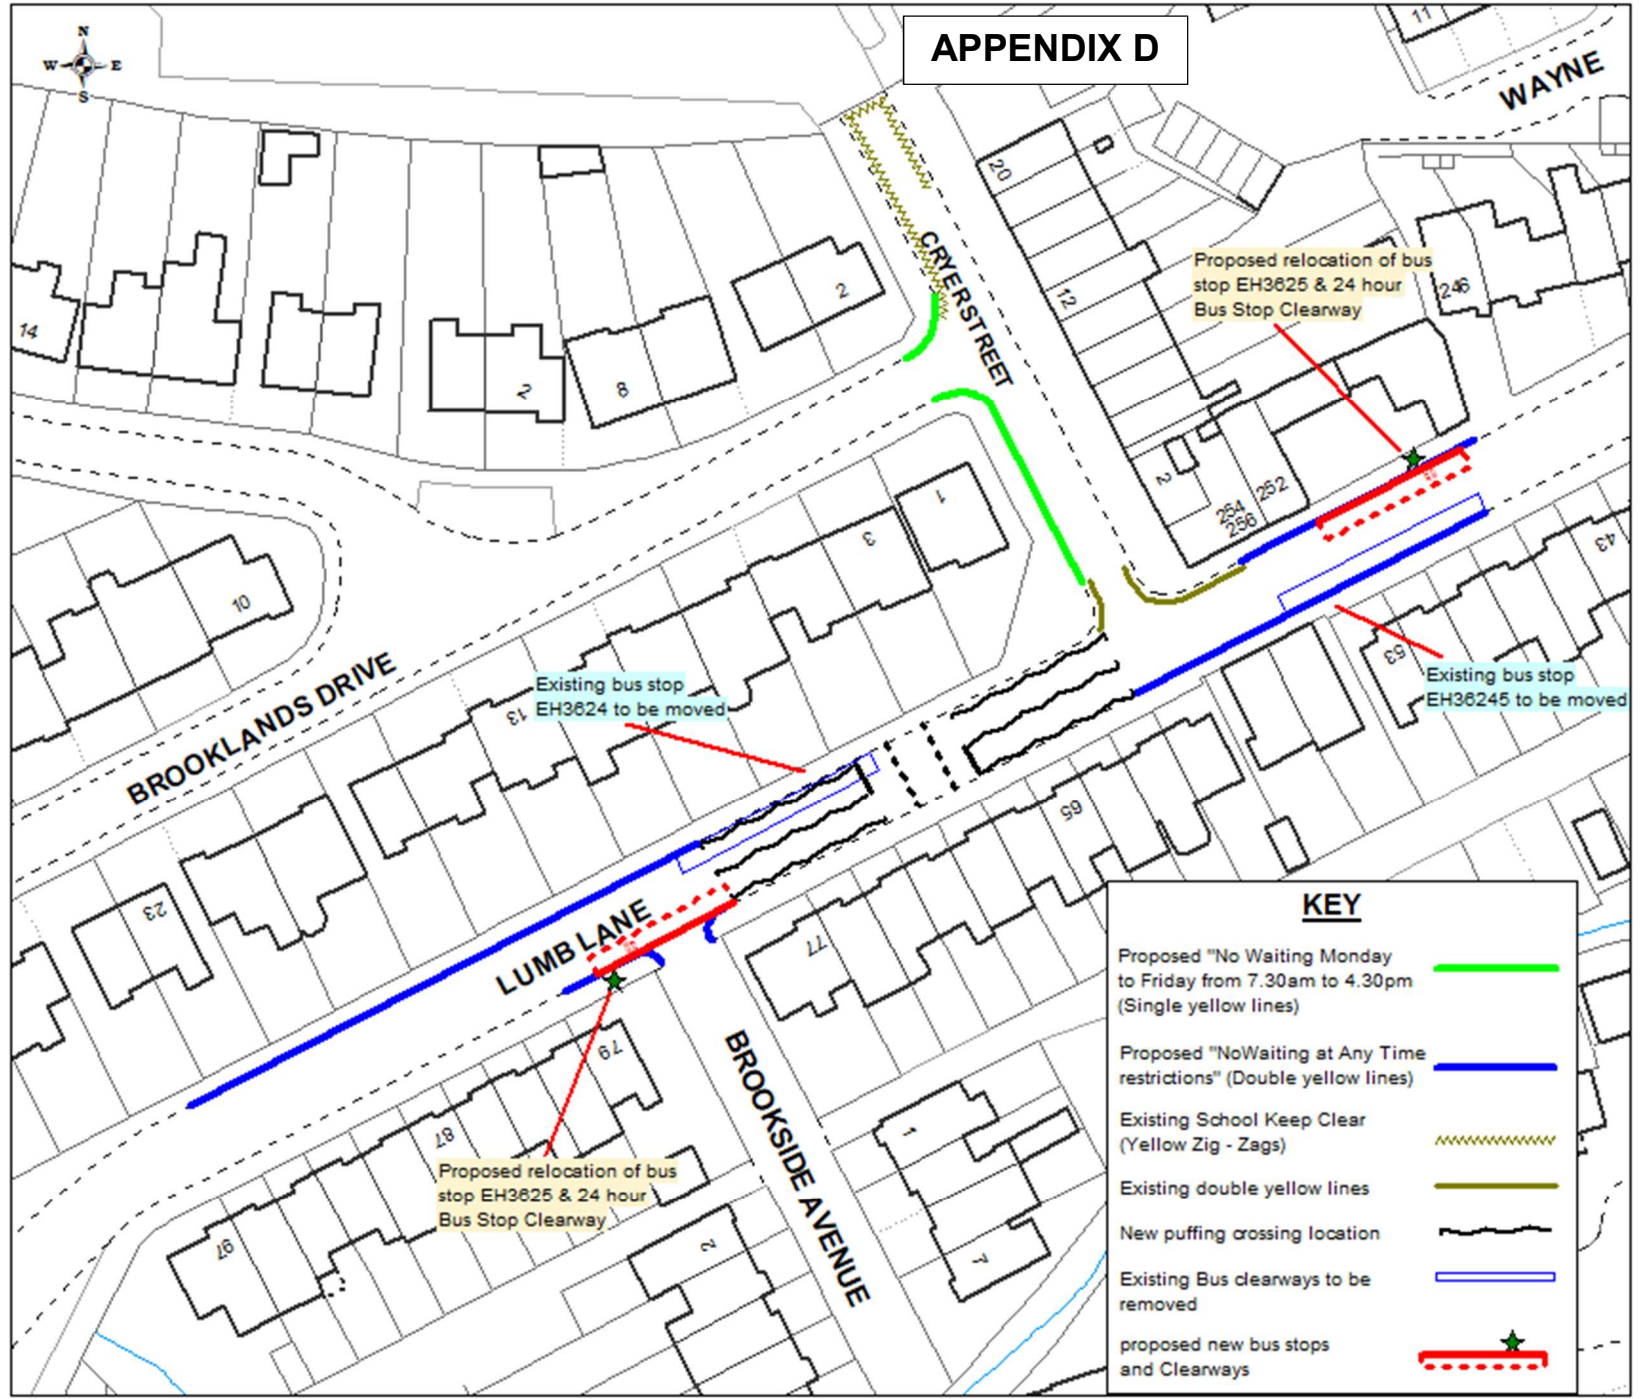 APPENDIX D
N
W E
S
11
WAYNE
20
CRYERSTREET
Proposed relocation of bus
stop EH3625 & 24 hour
Bus Stop Clearway
246
2
12
14
2
8
2
252
254
256
1
3
43
10
53
BROOKLANDS DRIVE
Existing bus stop
EH3624 to be moved
13
Existing bus stop
EH36245 to be moved
65
23
LUMB LANE
77
79
87
BROOKSIDE AVENUE
1
Proposed relocation of bus
stop EH3625 & 24 hour
Bus Stop Clearway
97
2
7
KEY
Proposed "No Waiting Monday
to Friday from 7.30am to 4.30pm
(Single yellow lines)
Proposed "NoWaiting at Any Time
restrictions" (Double yellow lines)
Existing School Keep Clear
(Yellow Zig - Zags)
Existing double yellow lines
New puffing crossing location
Existing Bus clearways to be
removed
proposed new bus stops
and Clearways